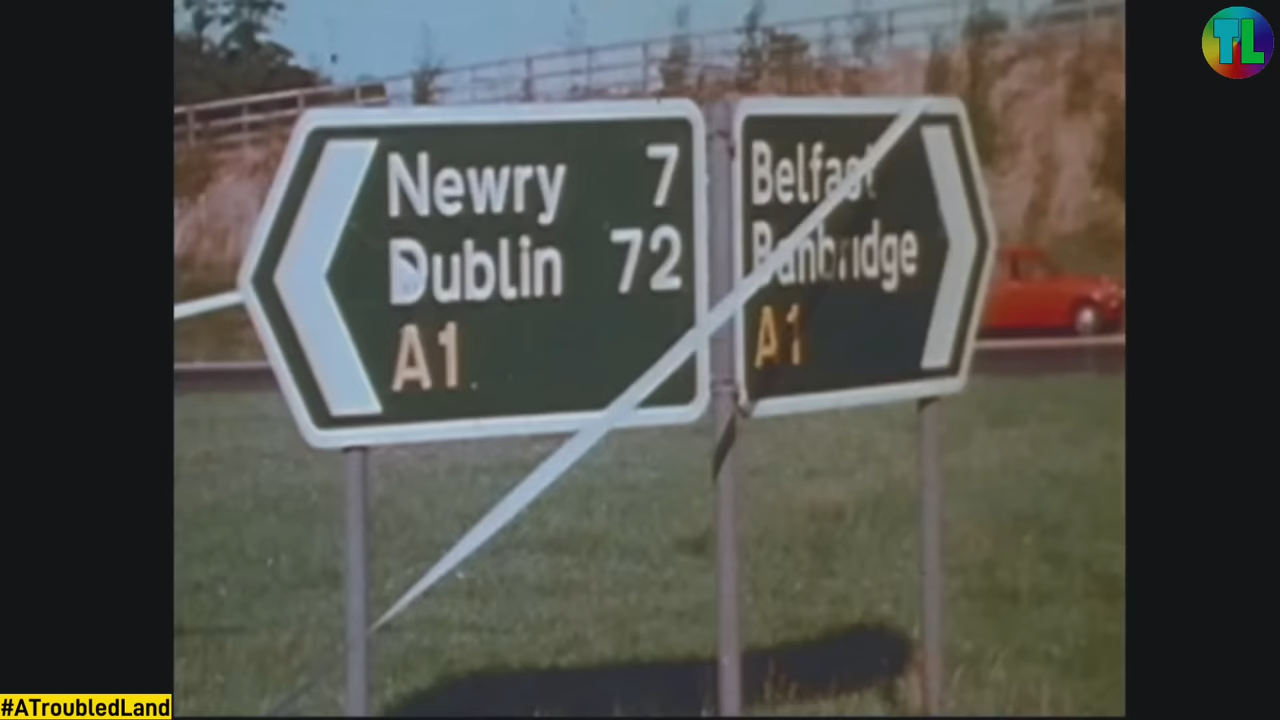 TL
Newry 7
Dublin 72
A1
Belfast
Banbridge
A1
#ATroubledLand